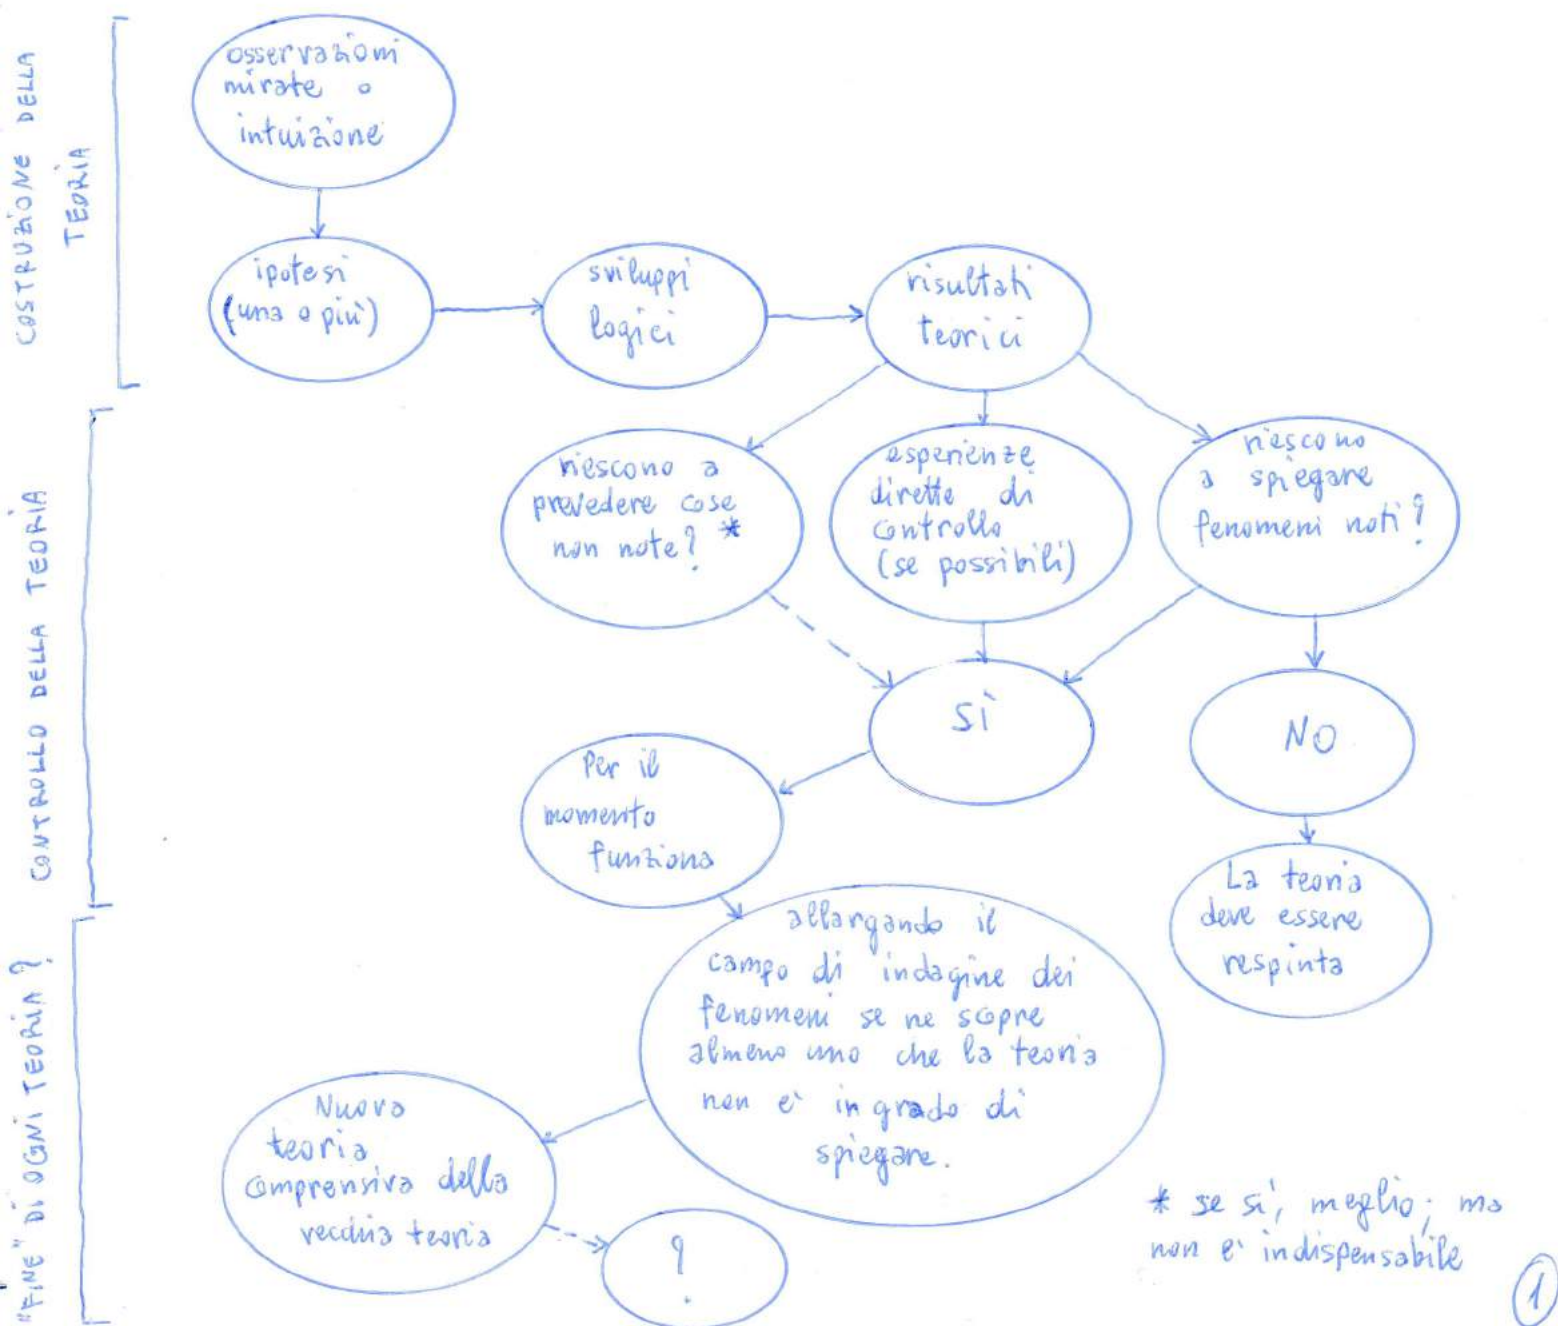 COSTRUZIONE DELLA
TEORIA
osservazioni
mirate o
intuizione
ipotesi
(una o più)
sviluppi
logici
risultati
teorici
CONTROLLO DELLA TEORIA
riescono a
prevedere cose
non note? *
esperienze
dirette di
controllo
(se possibili)
riescono
a spiegare
fenomeni noti?
SÌ
NO
Per il
momento
funziona
La teoria
deve essere
respinta
"FINE" DI OGNI TEORIA?
allargando il
campo di indagine dei
fenomeni se ne scopre
almeno uno che la teoria
non è in grado di
spiegare.
Nuova
teoria
comprensiva della
vecchia teoria
?
* se sì, meglio; ma
non è indispensabile
1